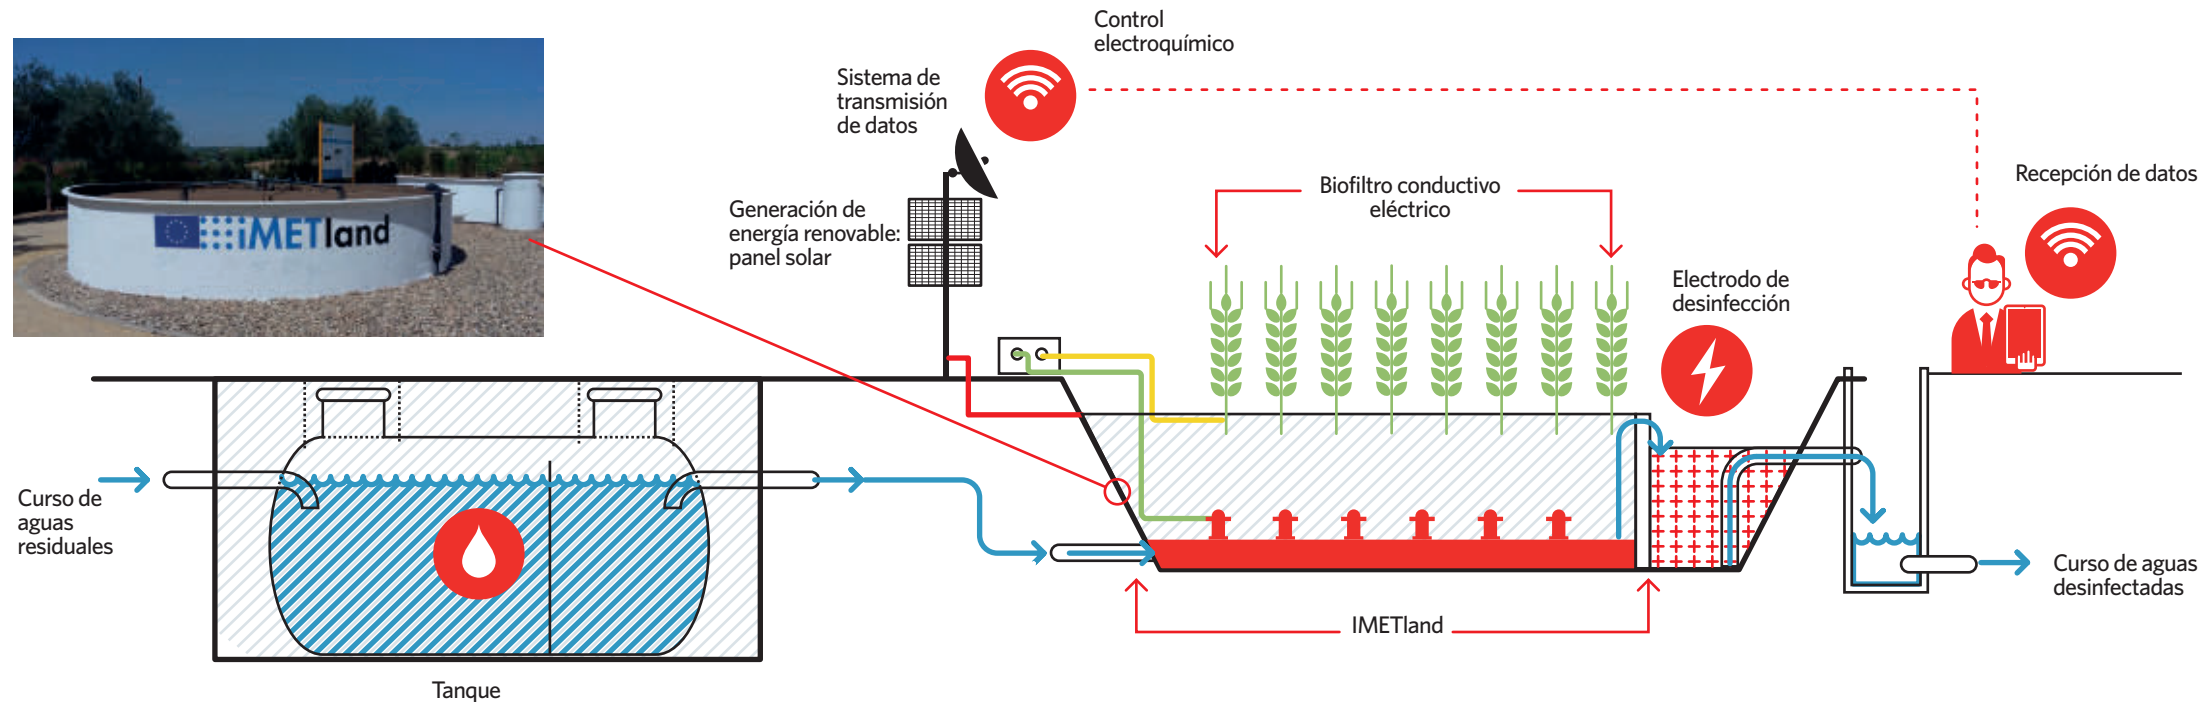 Control
electroquímico
Sistema de
transmisión
de datos
Recepción de datos
Biofiltro conductivo
eléctrico
Generación de
energía renovable:
panel solar
iMETland
Electrodo de
desinfección
Curso de
aguas
residuales
Curso de aguas
desinfectadas
IMETland
Tanque